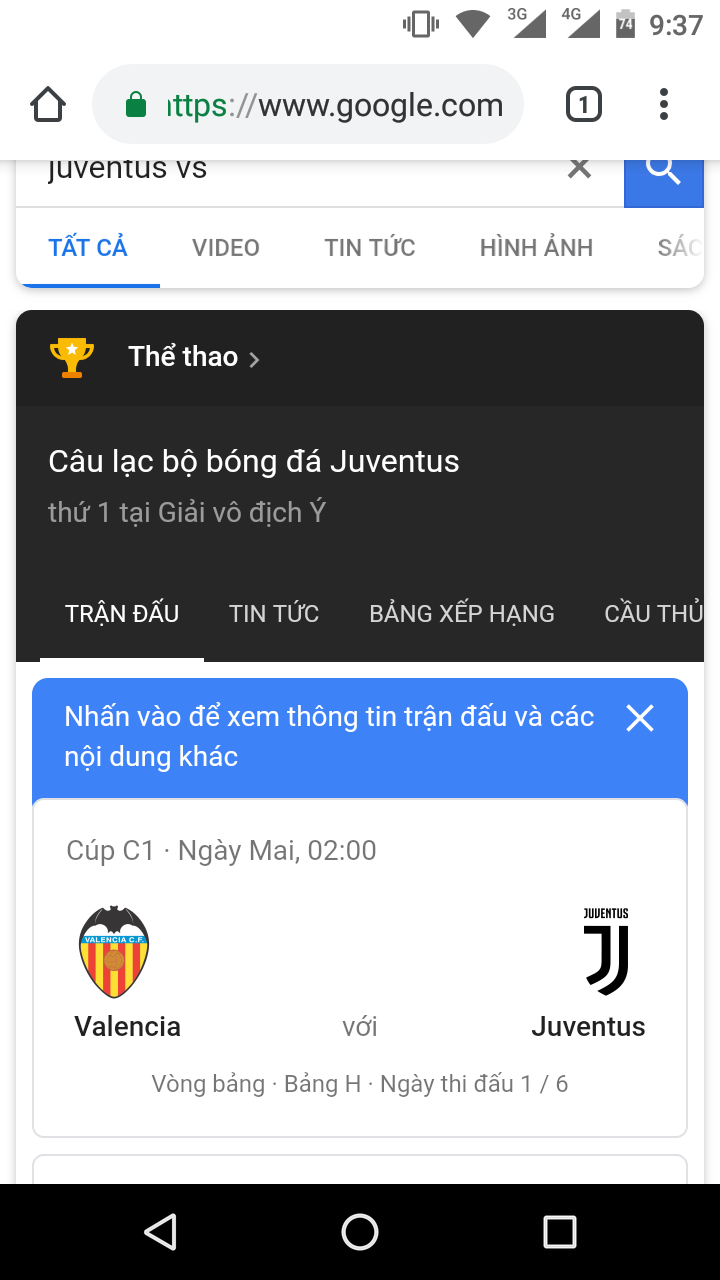 3G 4G 74 9:37
ttps://www.google.com
1
juventus vs
TẤT CẢ VIDEO TIN TỨC HÌNH ẢNH SÁC
Thể thao
Câu lạc bộ bóng đá Juventus
thứ 1 tại Giải vô địch Ý
TRẬN ĐẤU TIN TỨC BẢNG XẾP HẠNG CẦU THỦ
Nhấn vào để xem thông tin trận đấu và các
nội dung khác
Cúp C1 · Ngày Mai, 02:00
VALENCIA C.F.
JUVENTUS
Valencia với Juventus
Vòng bảng · Bảng H · Ngày thi đấu 1 / 6